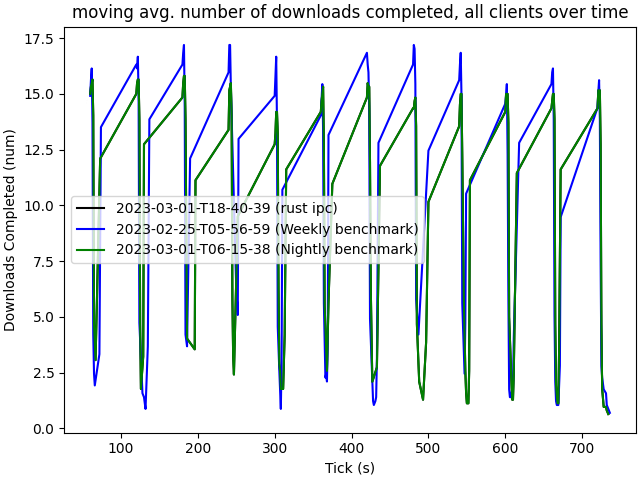 moving avg. number of downloads completed, all clients over time
Downloads Completed (num)
17.5
15.0
12.5
10.0
7.5
5.0
2.5
0.0
2023-03-01-T18-40-39 (rust ipc)
2023-02-25-T05-56-59 (Weekly benchmark)
2023-03-01-T06-15-38 (Nightly benchmark)
100 200 300 400 500 600 700
Tick (s)